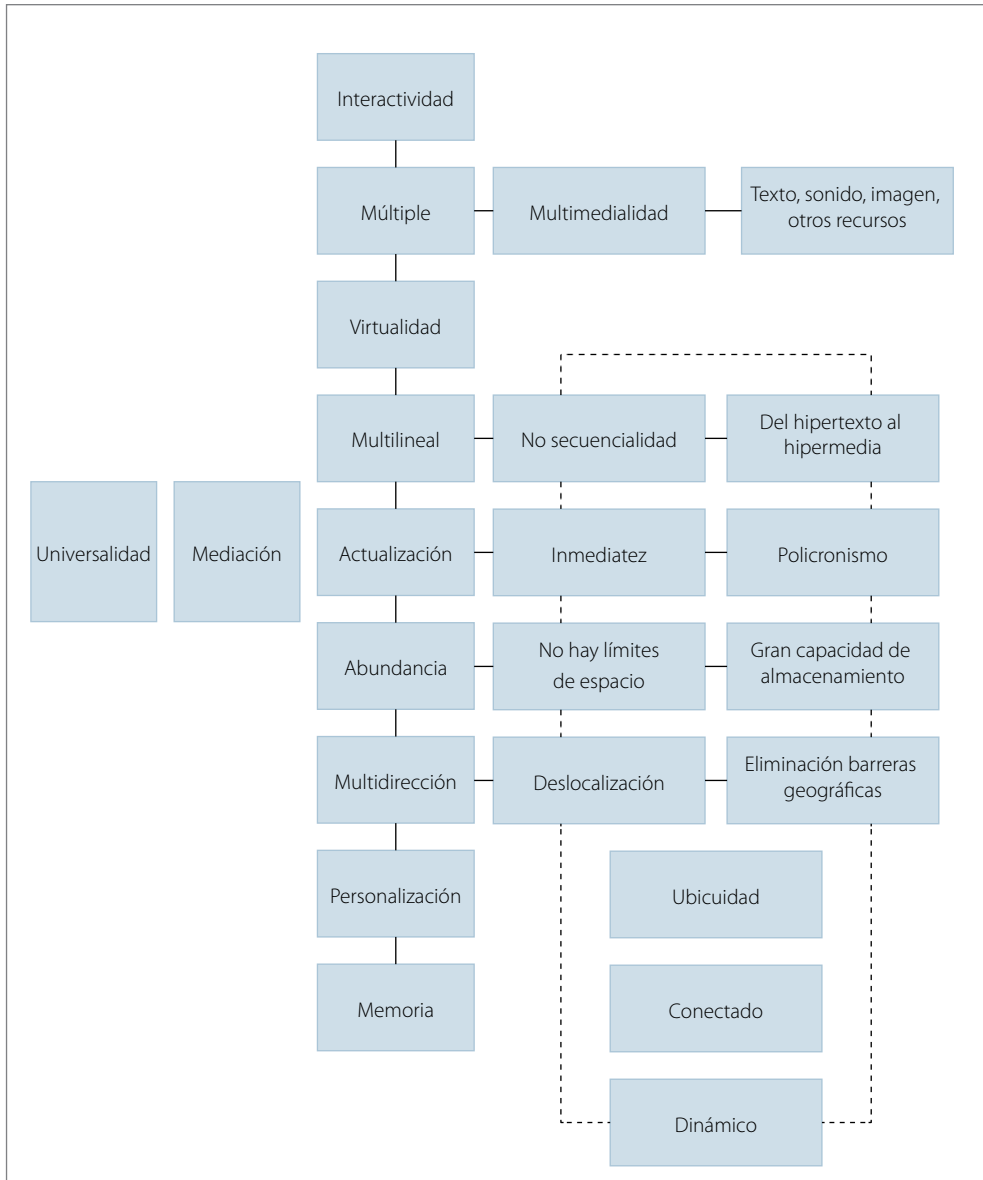 Interactividad
Múltiple
Multimedialidad
Texto, sonido, imagen,
otros recursos
Virtualidad
Multilineal
No secuencialidad
Del hipertexto al
hipermedia
Universalidad
Mediación
Actualización
Inmediatez
Policronismo
Abundancia
No hay límites
de espacio
Gran capacidad de
almacenamiento
Multidirección
Deslocalización
Eliminación barreras
geográficas
Personalización
Ubicuidad
Memoria
Conectado
Dinámico